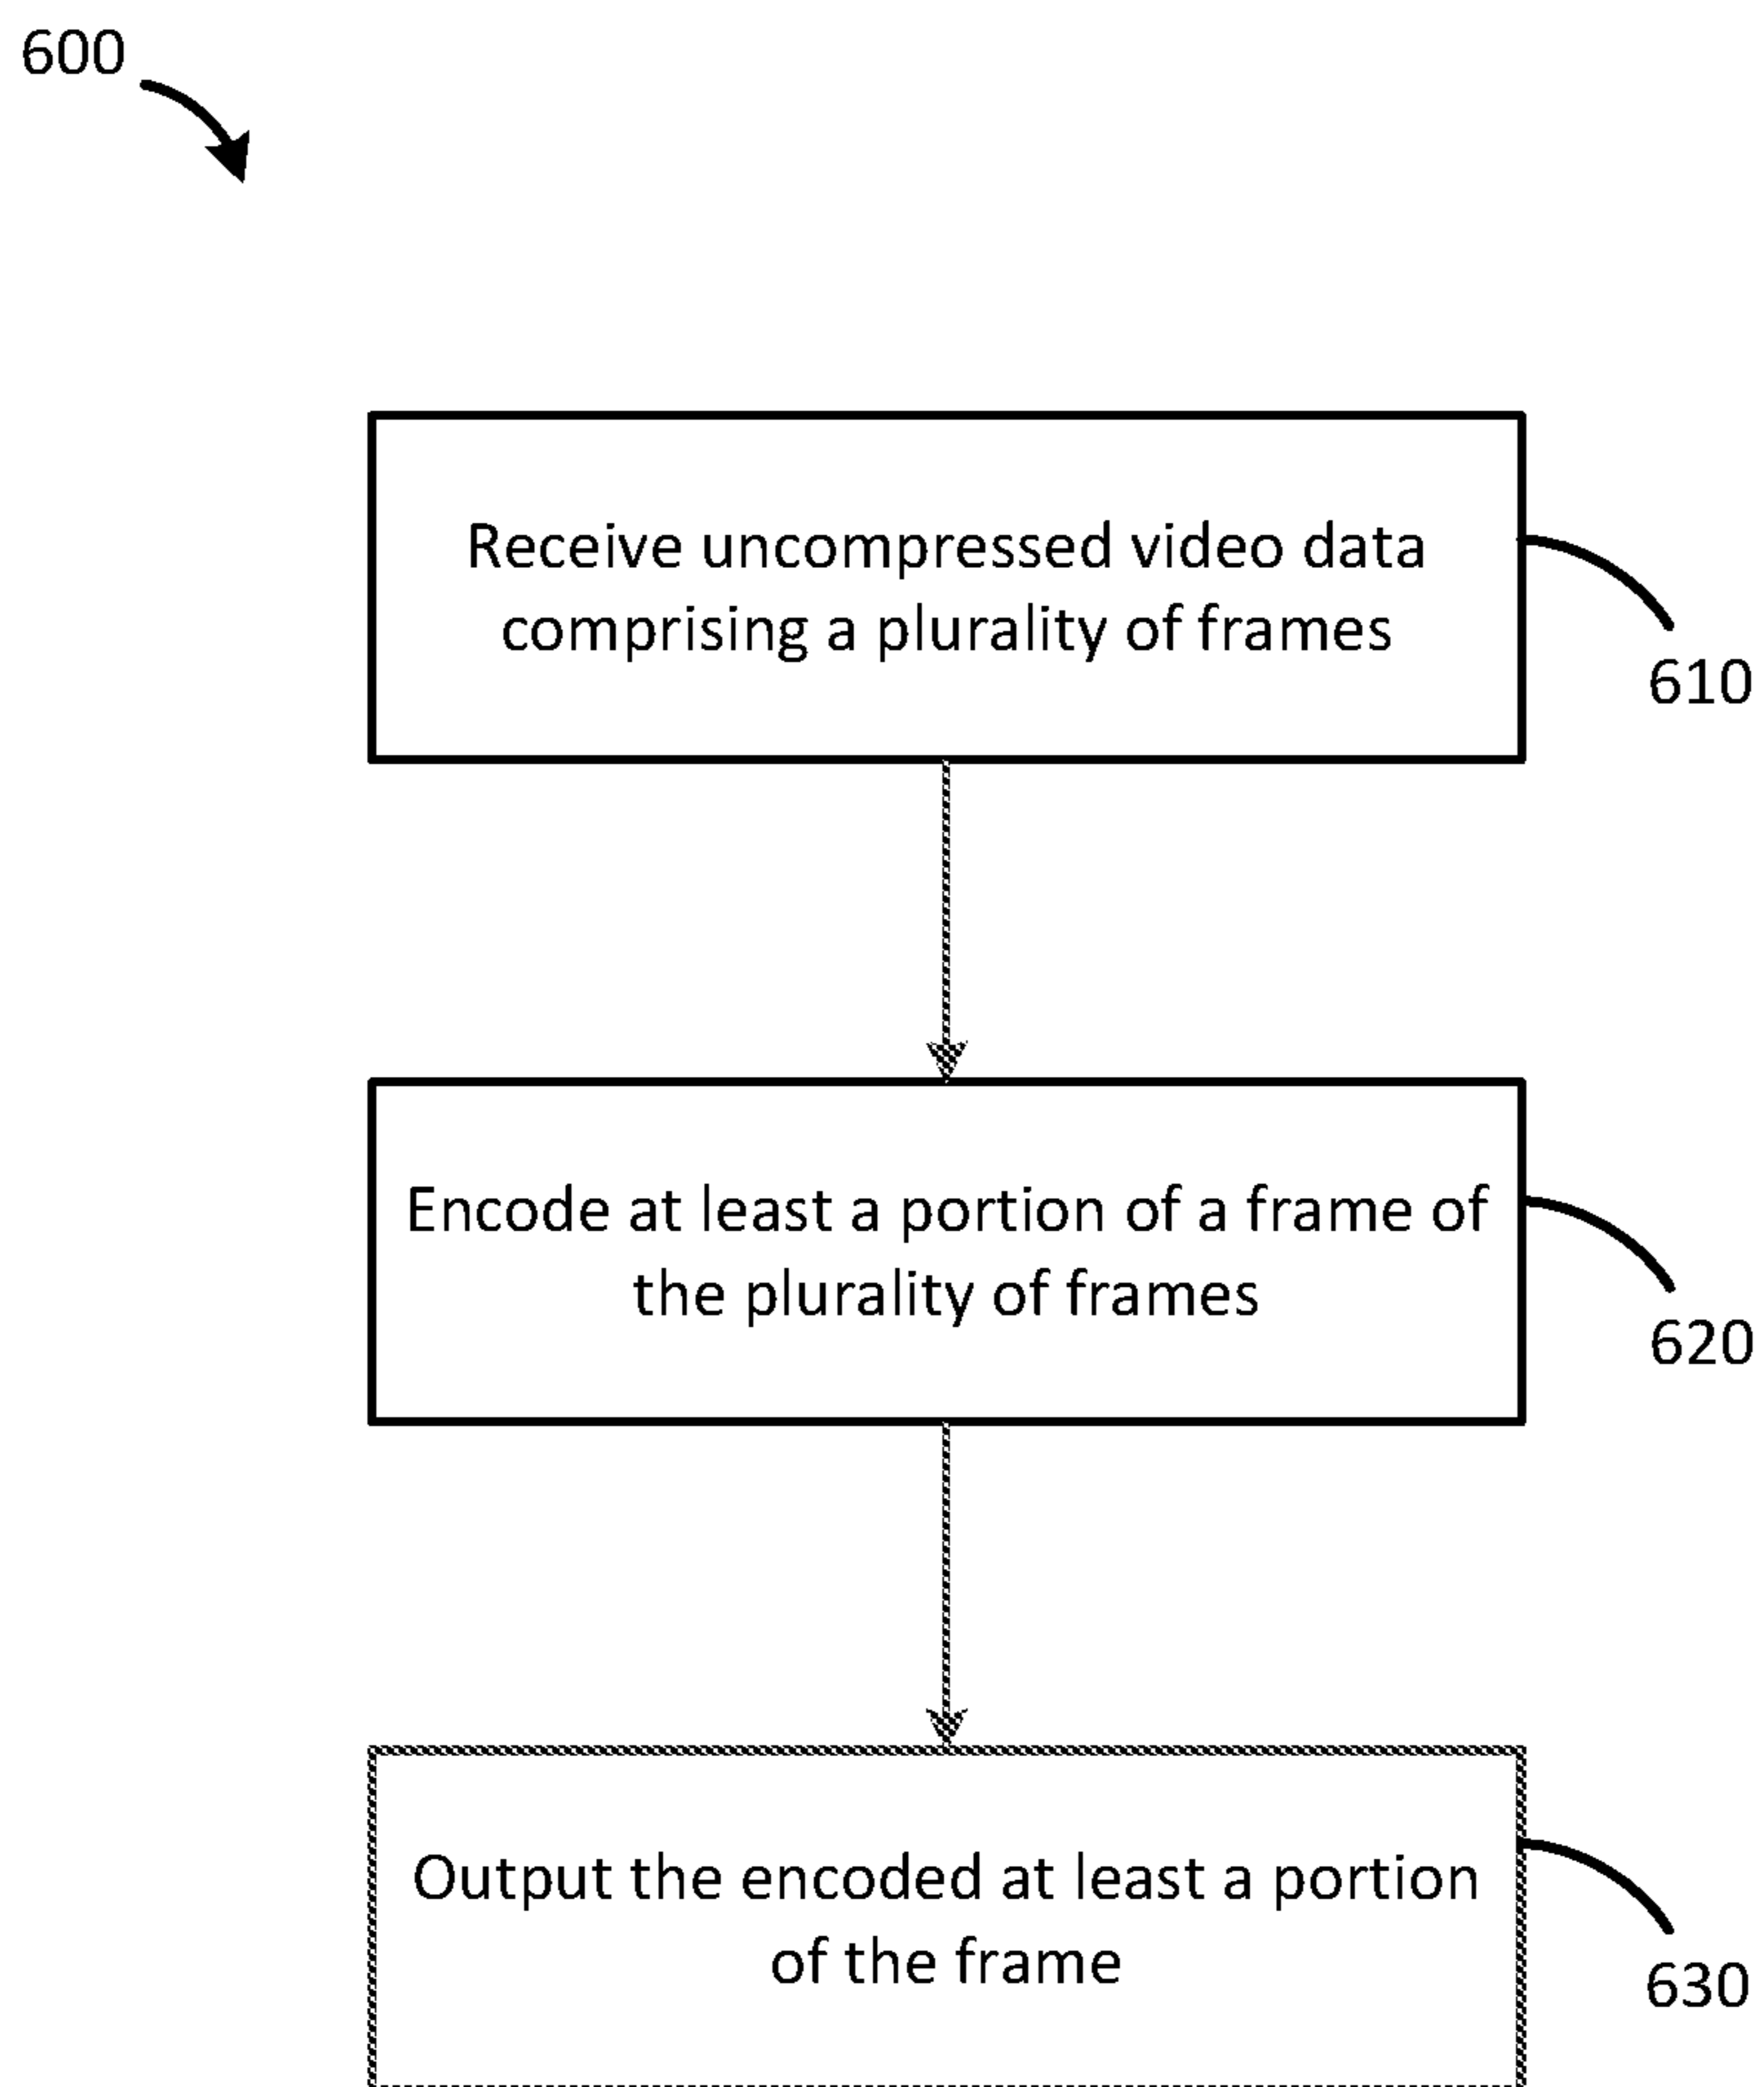 600
Receive uncompressed video data
comprising a plurality of frames
610
Encode at least a portion of a frame of
the plurality of frames
620
Output the encoded at least a portion
of the frame
630